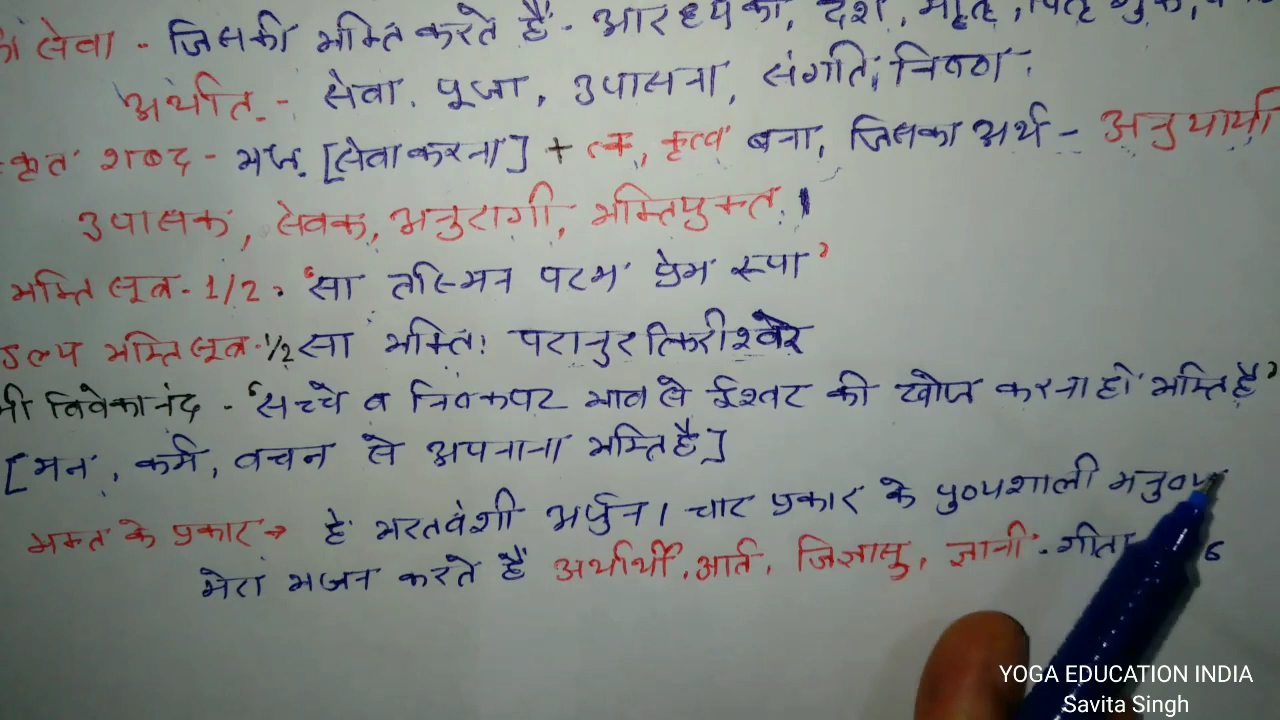 सेवा - जिसकी भक्ति करते हैं - आरध्य का, देश, मातृ, पितृ, गुरु,
अर्थात - सेवा, पूजा, उपासना, संगति, निष्ठा
शब्द - भज् [सेवा करना] + क्त, कृत्व बना, जिसका अर्थ - अनुयायी
उपासक, सेवक, अनुरागी, भक्तियुक्त।
भक्ति सूत्र - 1/2: 'सा तस्मिन परम प्रेम रूपा'
भक्ति सूत्र - 1/2 सा भक्ति: परानुरक्तिरीश्वरे
विवेकानंद - "सच्चे व निष्कपट भाव से ईश्वर की खोज करना ही भक्ति है"
[मन, कर्म, वचन से अपनाना भक्ति है]
भक्त के प्रकार → हे भरतवंशी अर्जुन। चार प्रकार के पुण्यशाली मनुष्य
मेरा भजन करते हैं अर्थार्थी, आर्त, जिज्ञासु, ज्ञानी - गीता 6
YOGA EDUCATION INDIA
Savita Singh